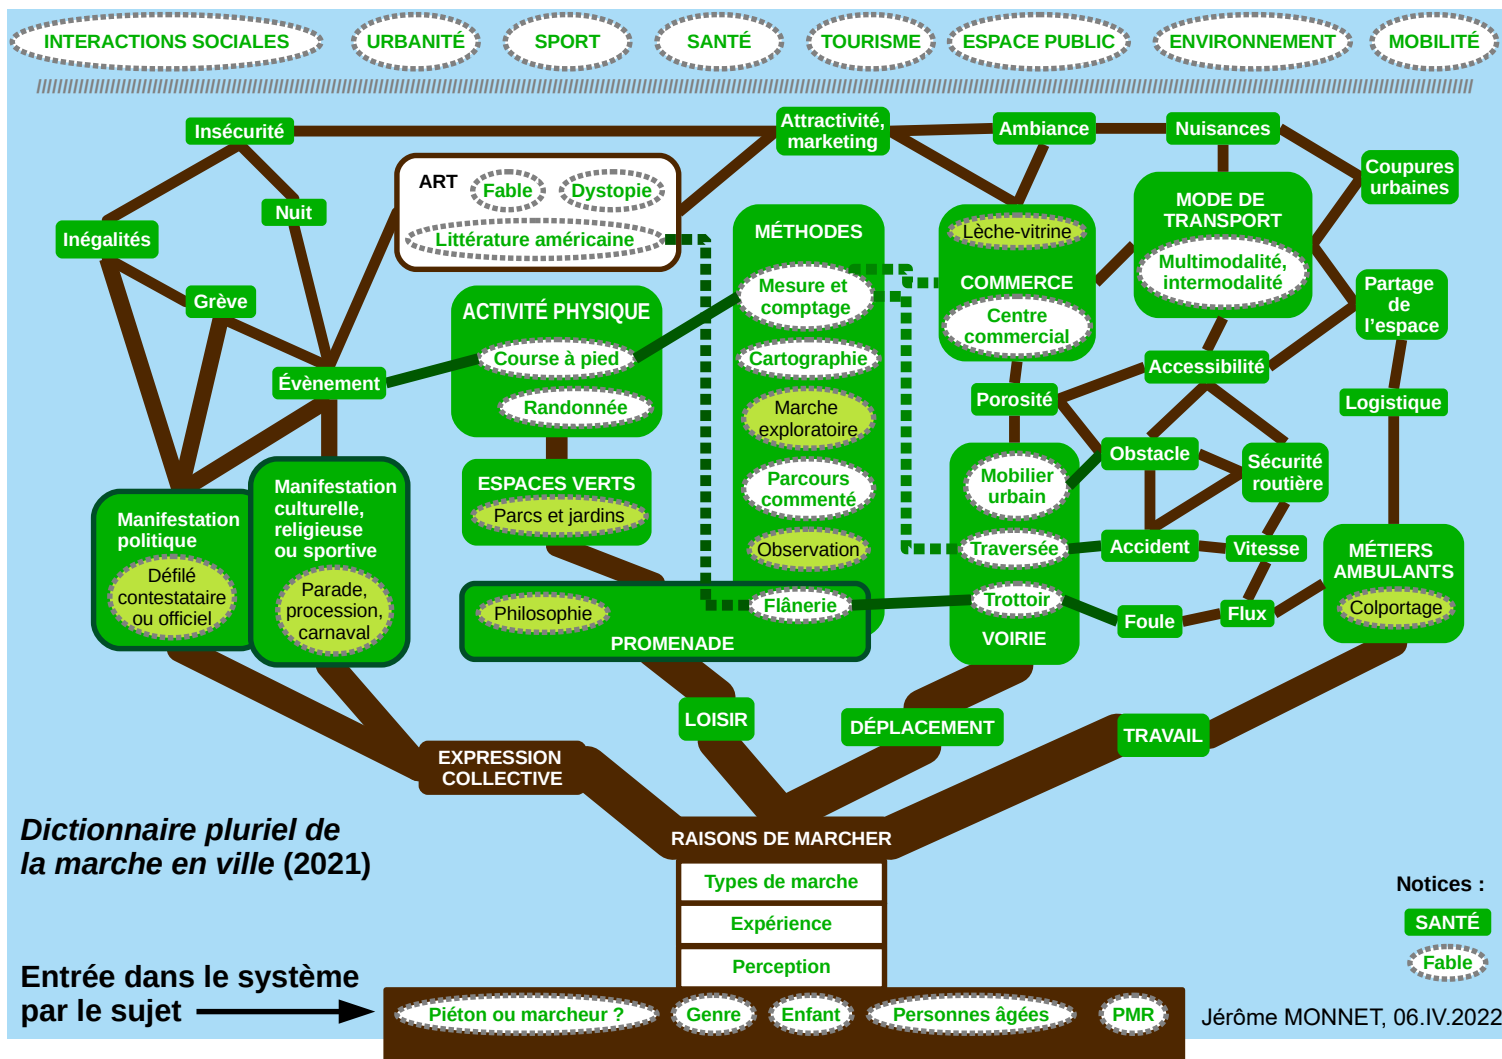 INTERACTIONS SOCIALES
URBANITÉ
SPORT
SANTÉ
TOURISME
ESPACE PUBLIC
ENVIRONNEMENT
MOBILITÉ
Insécurité
Attractivité,
marketing
Ambiance
Nuisances
Coupures
urbaines
ART
Fable
Dystopie
Littérature américaine
Nuit
Inégalités
Grève
Évènement
MÉTHODES
Mesure et
comptage
Cartographie
Marche
exploratoire
Parcours
commenté
Observation
Flânerie
Lèche-vitrine
COMMERCE
Centre
commercial
MODE DE
TRANSPORT
Multimodalité,
intermodalité
Partage
de
l’espace
ACTIVITÉ PHYSIQUE
Course à pied
Randonnée
Accessibilité
Porosité
Logistique
ESPACES VERTS
Parcs et jardins
Mobilier
urbain
Traversée
Trottoir
VOIRIE
Obstacle
Sécurité
routière
Accident
Vitesse
Foule
Flux
MÉTIERS
AMBULANTS
Colportage
Manifestation
politique
Défilé
contestataire
ou officiel
Manifestation
culturelle,
religieuse
ou sportive
Parade,
procession,
carnaval
Philosophie
PROMENADE
LOISIR
DÉPLACEMENT
TRAVAIL
EXPRESSION
COLLECTIVE
RAISONS DE MARCHER
Types de marche
Expérience
Perception
Dictionnaire pluriel de
la marche en ville (2021)
Notices :
SANTÉ
Fable
Entrée dans le système
par le sujet
Piéton ou marcheur ?
Genre
Enfant
Personnes âgées
PMR
Jérôme MONNET, 06.IV.2022